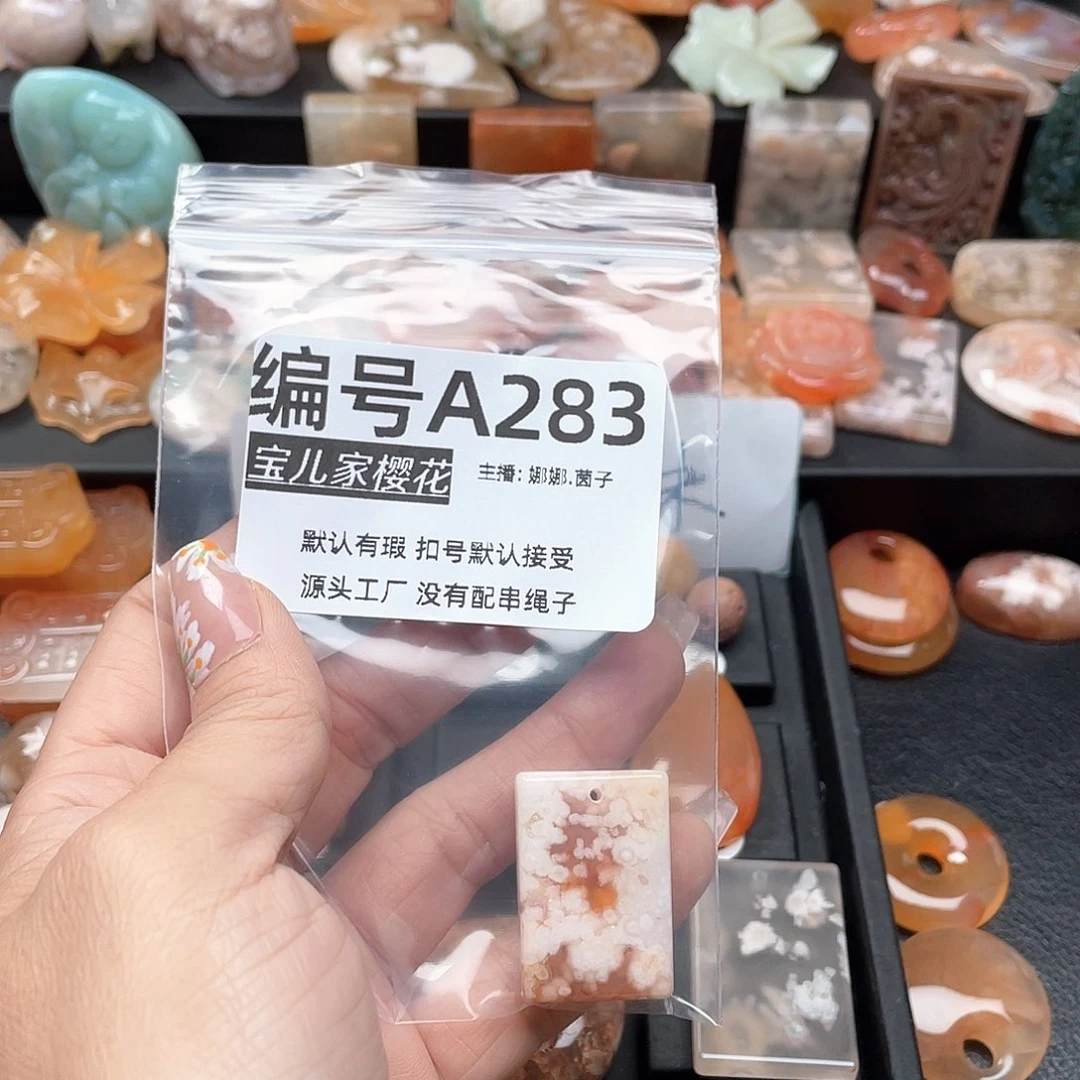 编号A283
宝儿家樱花 主播: 娜娜.茵子
默认有瑕 扣号默认接受
源头工厂 没有配串绳子